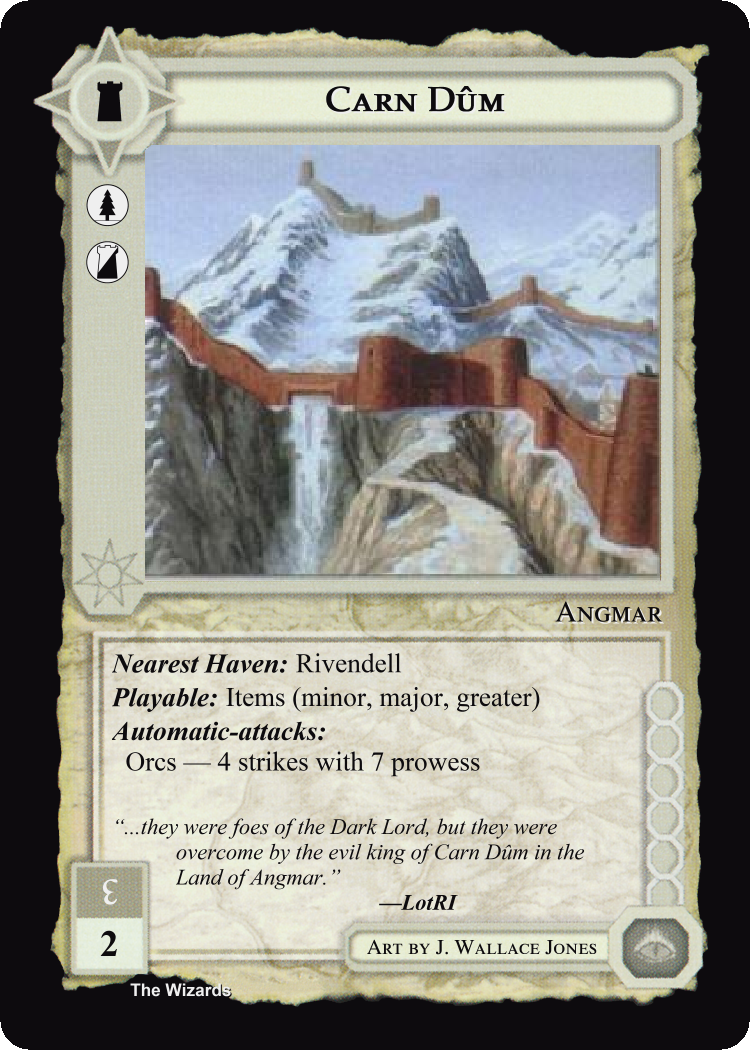 CARN DÛM
ANGMAR
Nearest Haven: Rivendell
Playable: Items (minor, major, greater)
Automatic-attacks:
Orcs — 4 strikes with 7 prowess
“...they were foes of the Dark Lord, but they were
overcome by the evil king of Carn Dûm in the
Land of Angmar.”
—LotRI
ε
2
ART BY J. WALLACE JONES
The Wizards